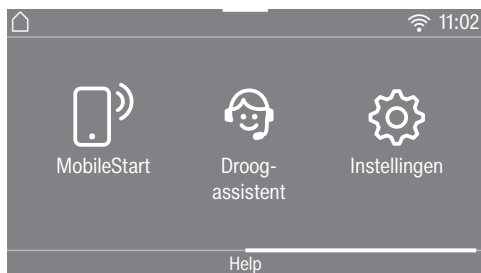 11:02
MobileStart
Droog-
assistent
Instellingen
Help